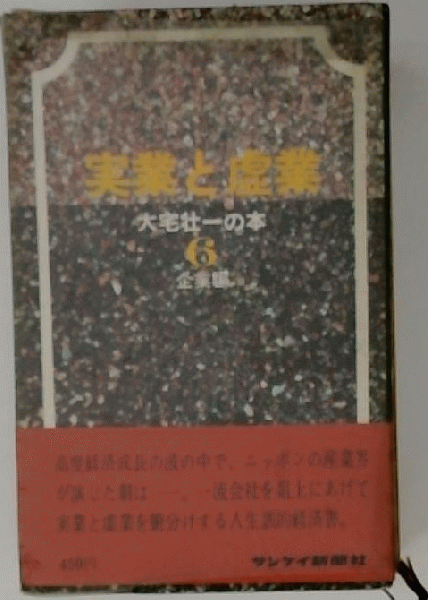 実業と虚業
大宅壮一の本
6
企業編
高度経済成長の波の中で、ニッポンの産業界
が演じた劇は──。一流会社を俎上にあげて
実業と虚業を腑分けする人生訓的経済書。
サンケイ新聞社